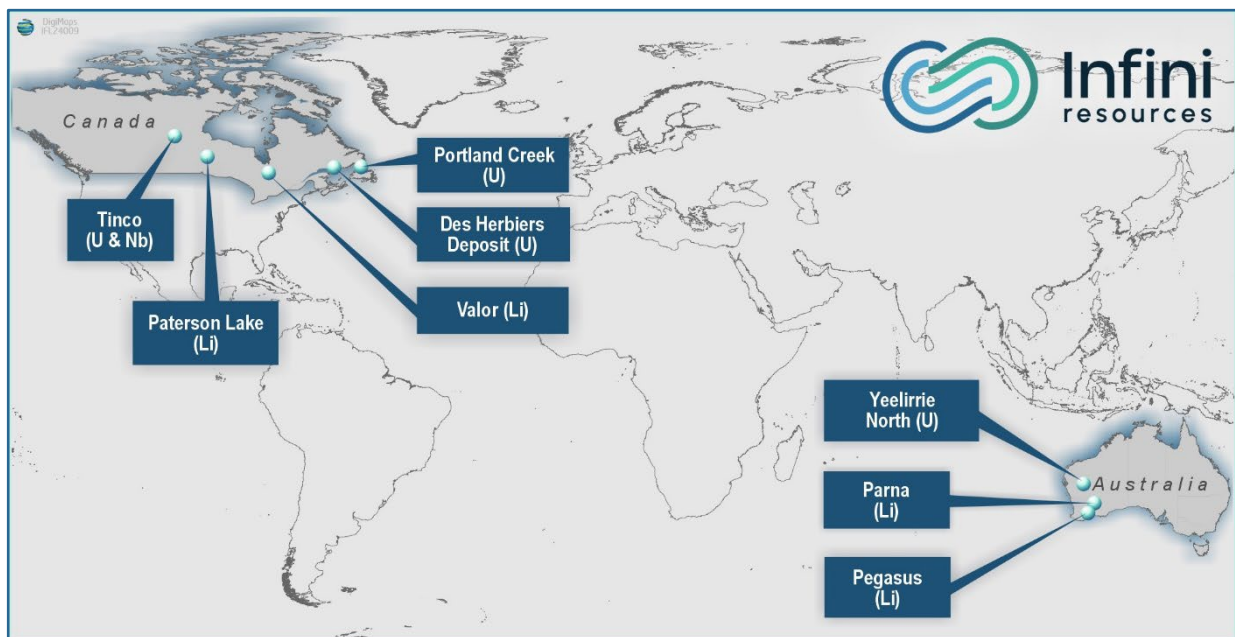 DigiMaps
IFL24009
Infini
resources
Canada
Portland Creek
(U)
Tinco
(U & Nb)
Des Herbiers
Deposit (U)
Paterson Lake
(Li)
Valor (Li)
Yeelirrie
North (U)
Australia
Parna
(Li)
Pegasus
(Li)